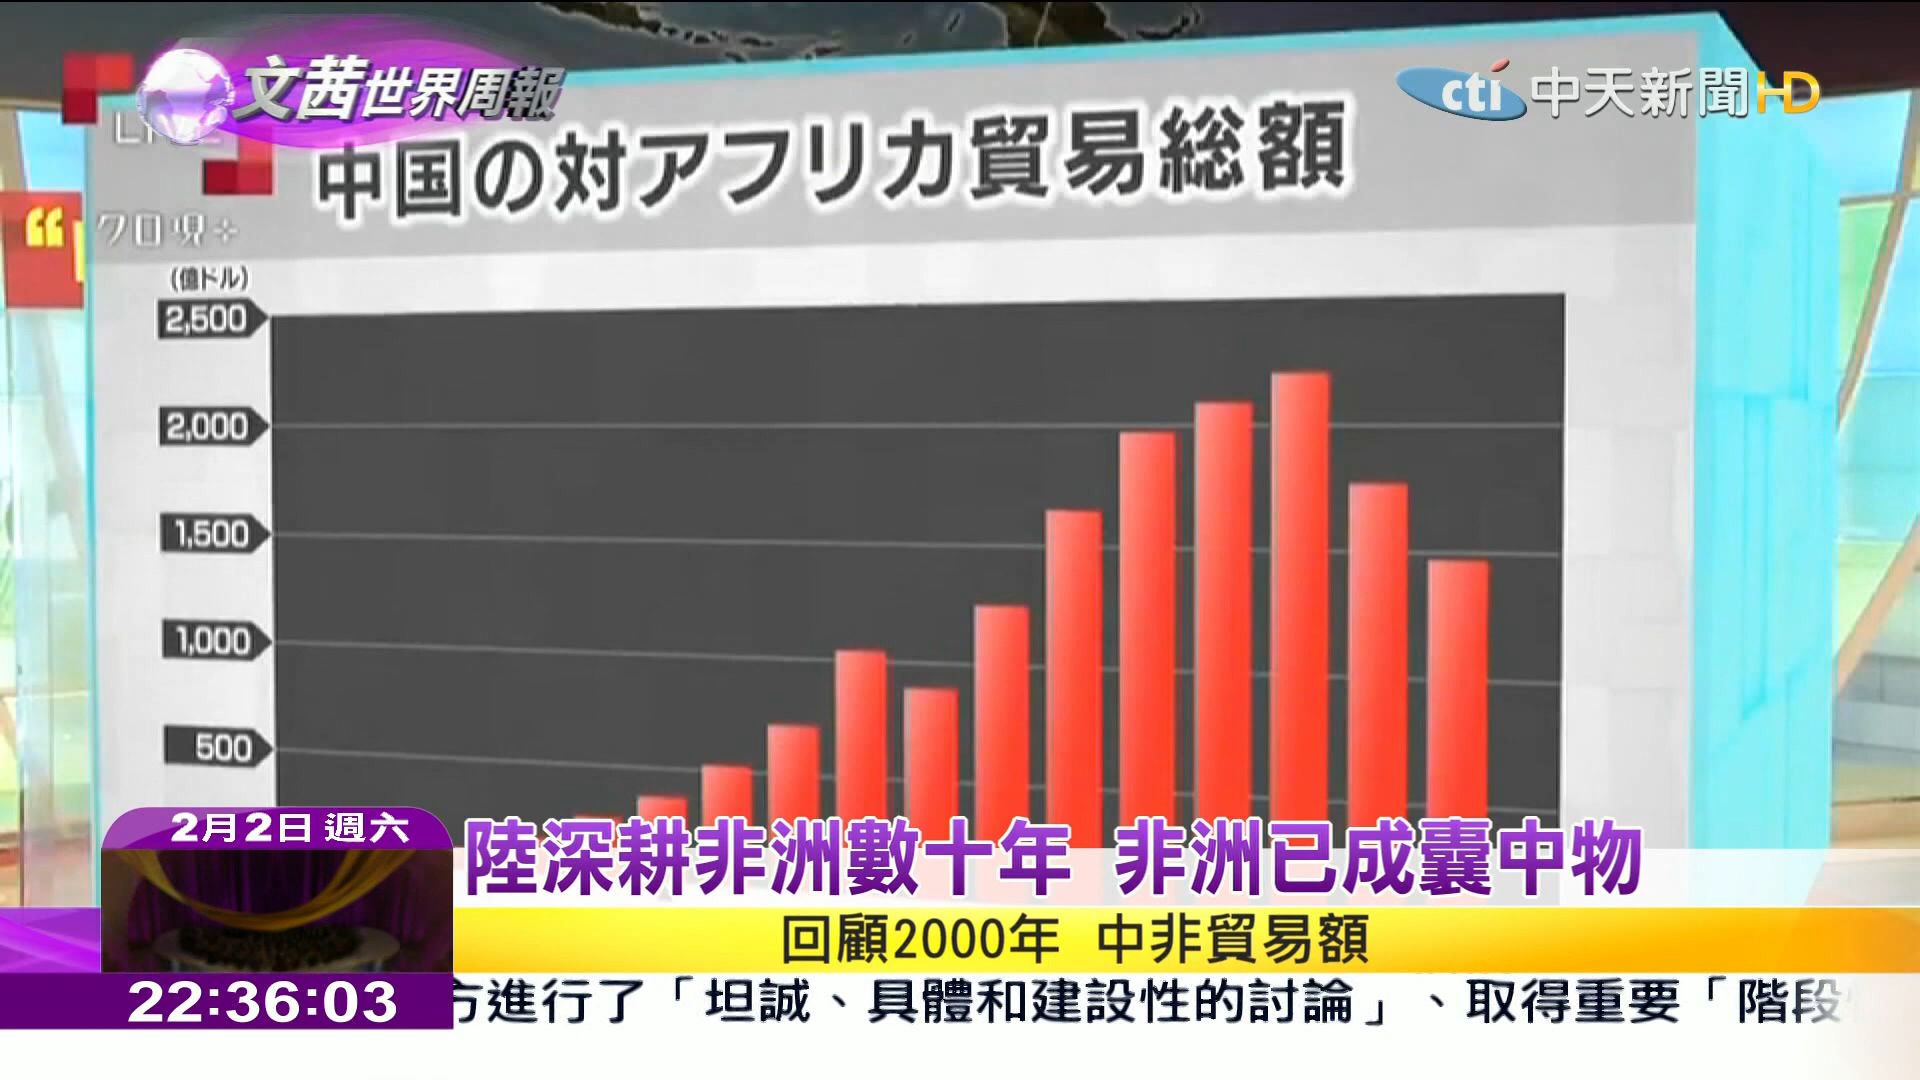 文茜世界周報
cti 中天新聞HD
中国の対アフリカ貿易総額
クロ現+
(億ドル)
2,500
2,000
1,500
1,000
500
2月2日 週六
陸深耕非洲數十年 非洲已成囊中物
回顧2000年 中非貿易額
22:36:03
方進行了「坦誠、具體和建設性的討論」、取得重要「階段